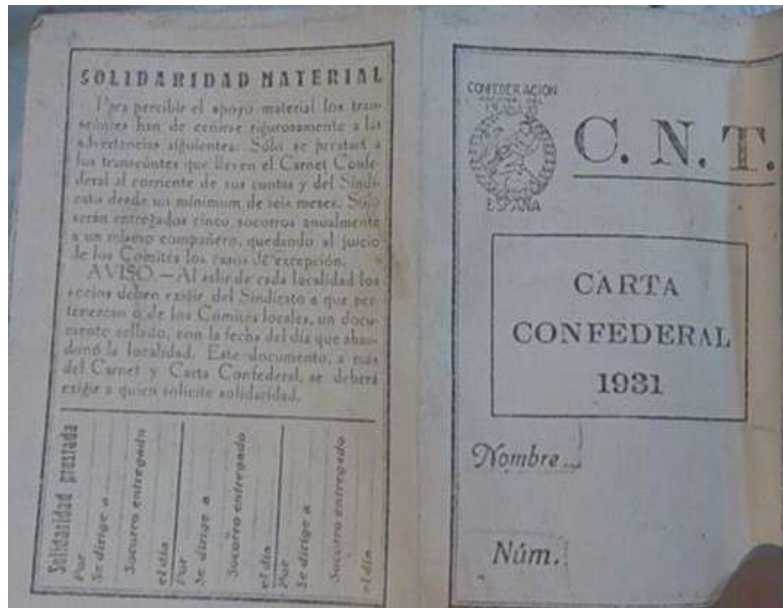 SOLIDARIDAD MATERIAL
Para percibir el apoyo material los tran-
seúntes han de ceñirse rigurosamente a las
advertencias siguientes: Sólo se prestará a
los transeúntes que lleven el Carnet Confe-
deral al corriente de sus cuotas y del Sindi-
cato desde un mínimum de seis meses. Sólo
serán entregados cinco socorros anualmente
a un mismo compañero, quedando al juicio
de los Comités los casos de excepción.
AVISO.—Al salir de cada localidad los
socios deben exigir del Sindicato a que per-
tenezcan o de los Comités locales, un docu-
mento sellado, con la fecha del día que aban-
donó la localidad. Este documento, a más
del Carnet y Carta Confederal, se deberá
exigir a quien solicite solidaridad.
Solidaridad prestada
Por
Se dirige a
Socorro entregado
el día
Por
Se dirige a
Socorro entregado
el día
Por
Se dirige a
Socorro entregado
el día
CONFEDERACION
NACIONAL DEL
TRABAJO
ESPAÑA
C. N. T.
CARTA
CONFEDERAL
1931
Nombre
Núm.